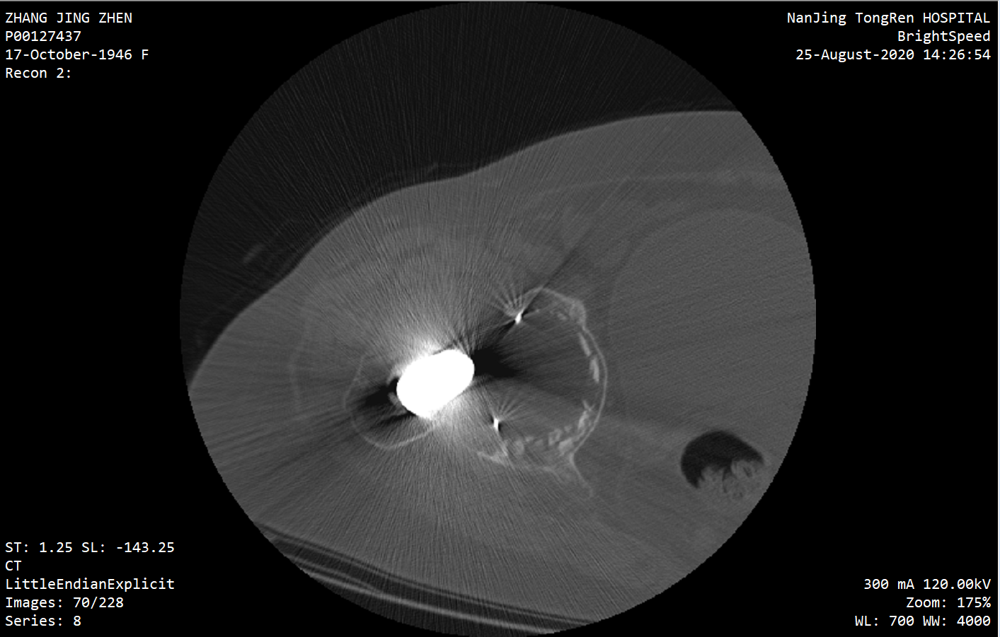 ZHANG JING ZHEN
P00127437
17-October-1946 F
Recon 2:
NanJing TongRen HOSPITAL
BrightSpeed
25-August-2020 14:26:54
ST: 1.25 SL: -143.25
CT
LittleEndianExplicit
Images: 70/228
Series: 8
300 mA 120.00kV
Zoom: 175%
WL: 700 WW: 4000